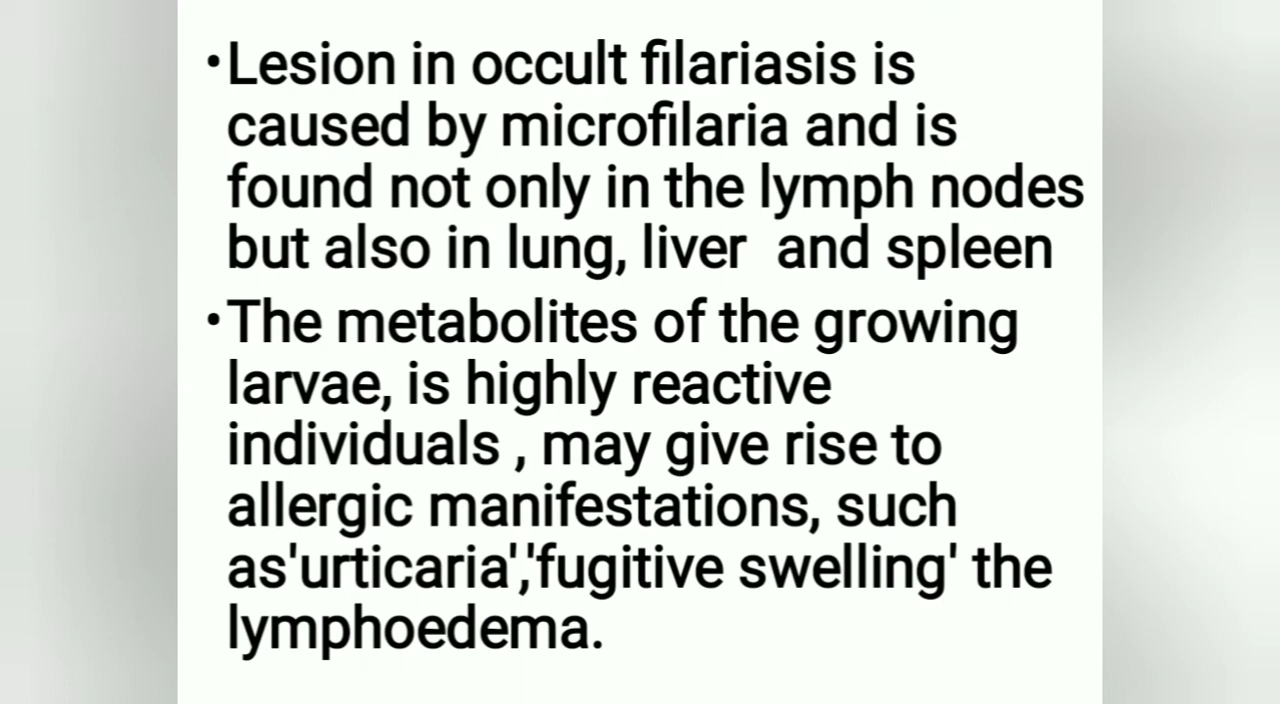 •Lesion in occult filariasis is
caused by microfilaria and is
found not only in the lymph nodes
but also in lung, liver  and spleen
•The metabolites of the growing
larvae, is highly reactive
individuals , may give rise to
allergic manifestations, such
as'urticaria','fugitive swelling' the
lymphoedema.